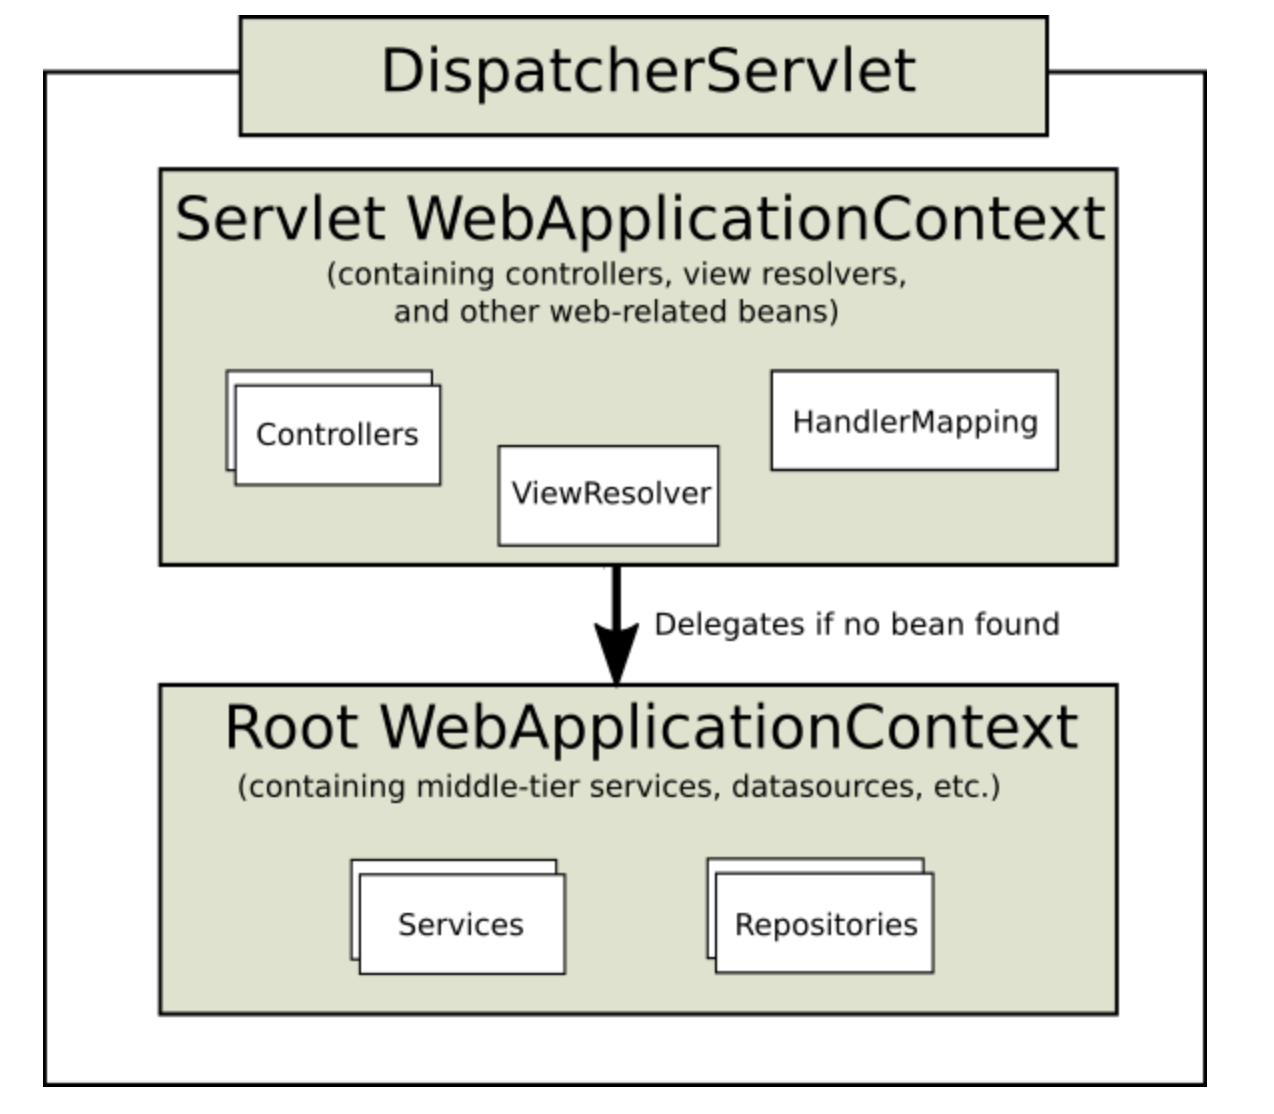 DispatcherServlet
Servlet WebApplicationContext
(containing controllers, view resolvers,
and other web-related beans)
Controllers
HandlerMapping
ViewResolver
Delegates if no bean found
Root WebApplicationContext
(containing middle-tier services, datasources, etc.)
Services
Repositories